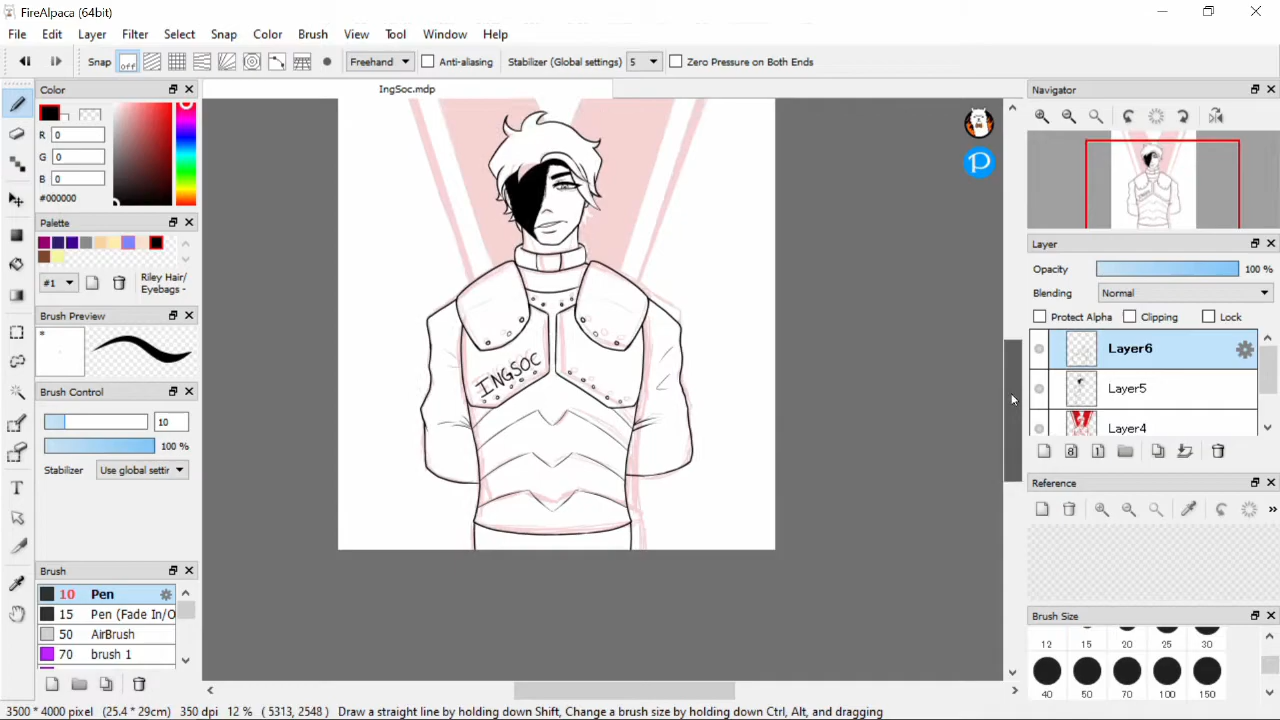 FireAlpaca (64bit)
File Edit Layer Filter Select Snap Color Brush View Tool Window Help
Snap off Freehand Anti-aliasing Stabilizer (Global settings) 5 Zero Pressure on Both Ends
Color
IngSoc.mdp
Navigator
R 0
G 0
B 0
#000000
Palette
#1
Riley Hair/
Eyebags -
Layer
Opacity 100 %
Blending Normal
Protect Alpha Clipping Lock
Brush Preview
*
Layer6
Layer5
Layer4
INGSOC
Brush Control
10
100 %
Stabilizer Use global settir
8 1
Reference
Brush
10 Pen
15 Pen (Fade In/O
50 AirBrush
70 brush 1
Brush Size
12 15 20 25 30
40 50 70 100 150
3500 * 4000 pixel (25.4 * 29cm) 350 dpi 12 % ( 5313, 2548 ) Draw a straight line by holding down Shift, Change a brush size by holding down Ctrl, Alt, and dragging